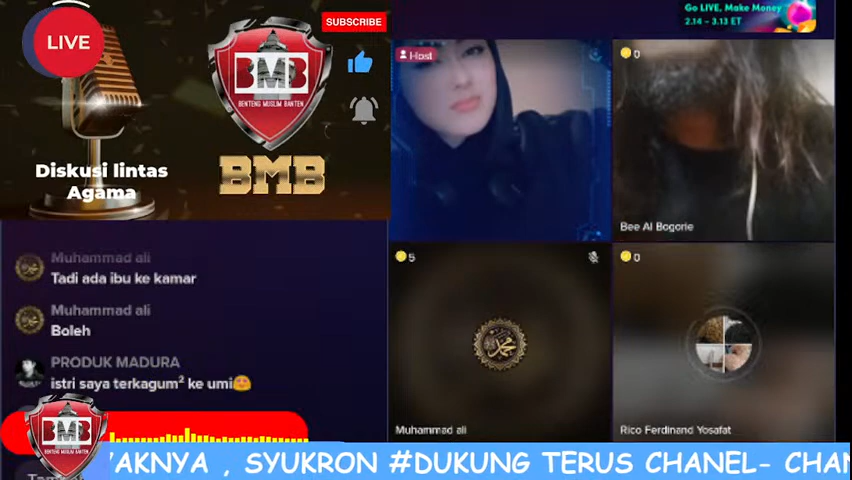 LIVE
SUBSCRIBE
BMB
BENTENG MUSLIM BANTEN
Diskusi lintas
Agama
BMB
Go LIVE, Make Money
2.14 – 3.13 ET
Host
0
Bee Al Bogorie
Muhammad ali
Tadi ada ibu ke kamar
Muhammad ali
Boleh
PRODUK MADURA
istri saya terkagum² ke umi😍
5
Muhammad ali
0
Rico Ferdinand Yosafat
BMB
YAKNYA , SYUKRON #DUKUNG TERUS CHANEL- CHAN